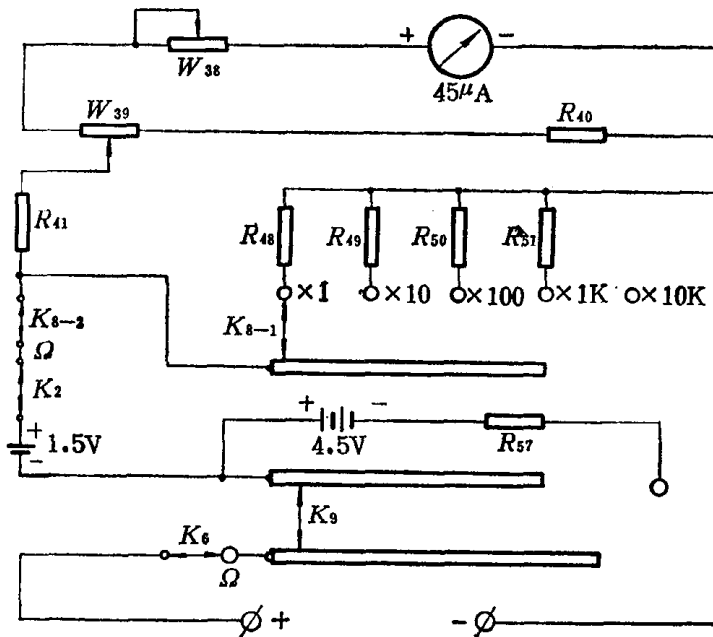 W38
+ −
45μA
W39
R40
R41
R48 R49 R50 R51
×1 ×10 ×100 ×1K ×10K
K8−2
K8−1
Ω
K2
+ −
+ 1.5V
−
4.5V
R57
K9
K6
Ω
+ −